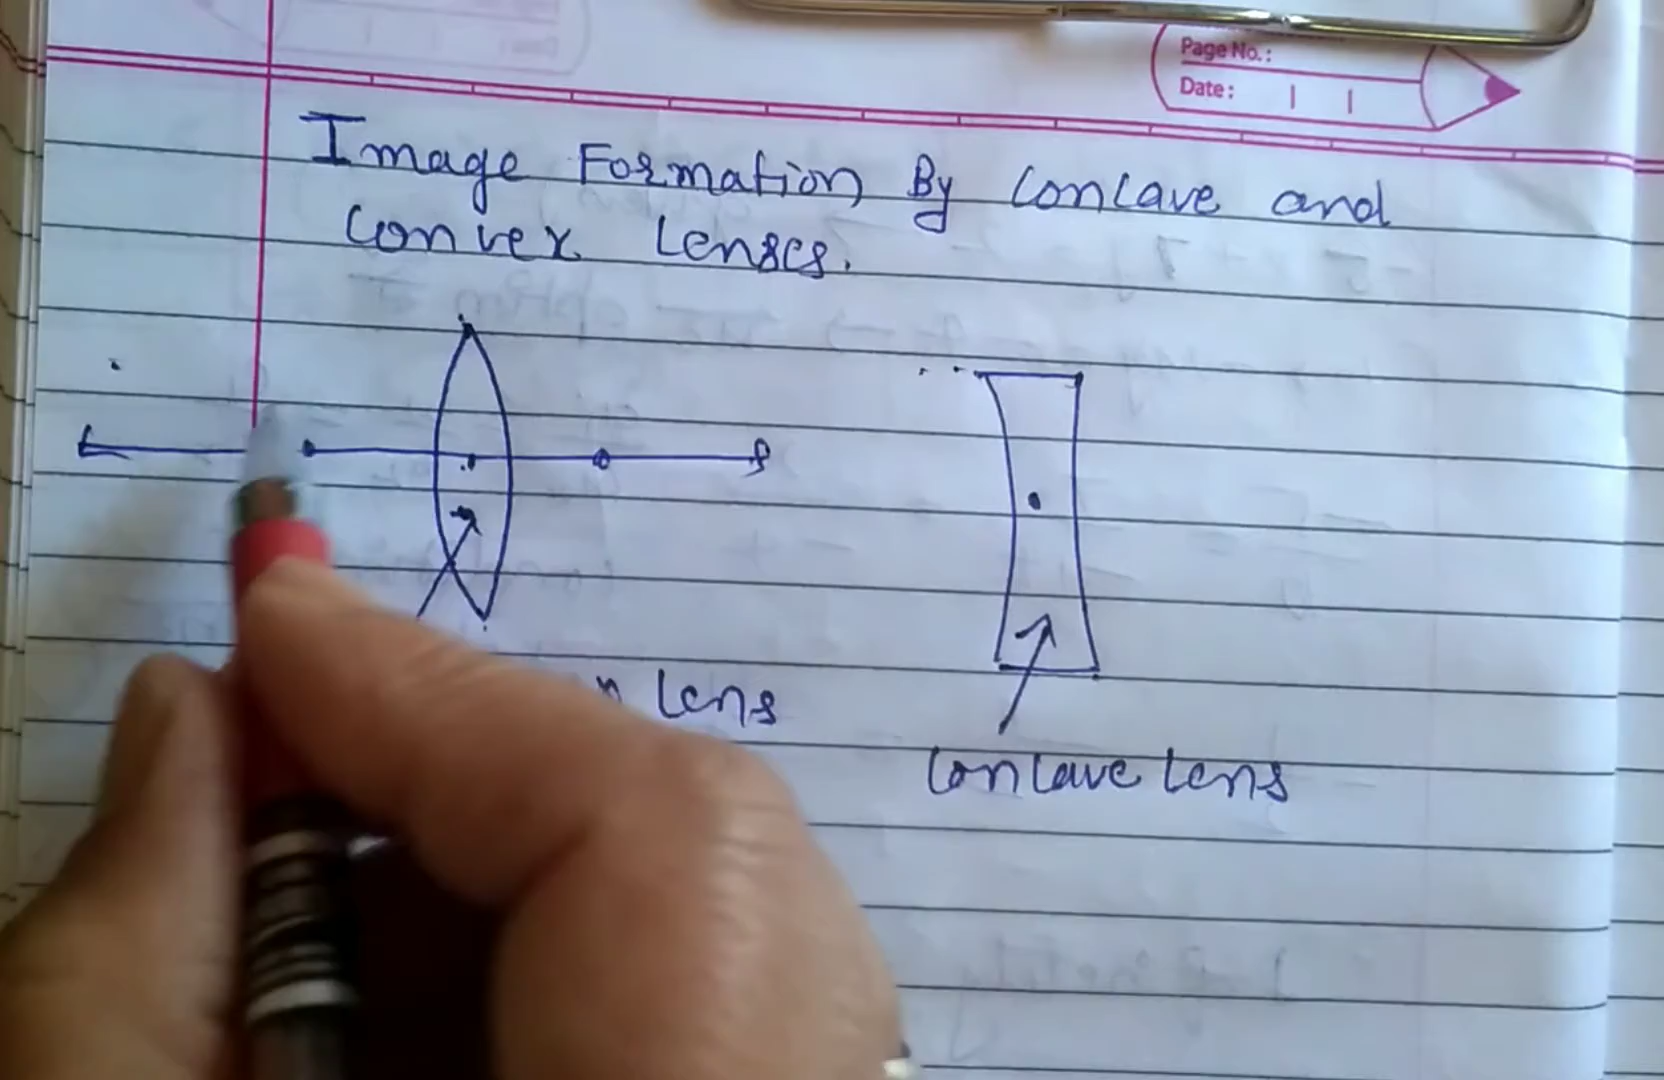 Page No.:
Date:
Image Formation By Concave and
Convex Lenses.
Lens
Concave Lens